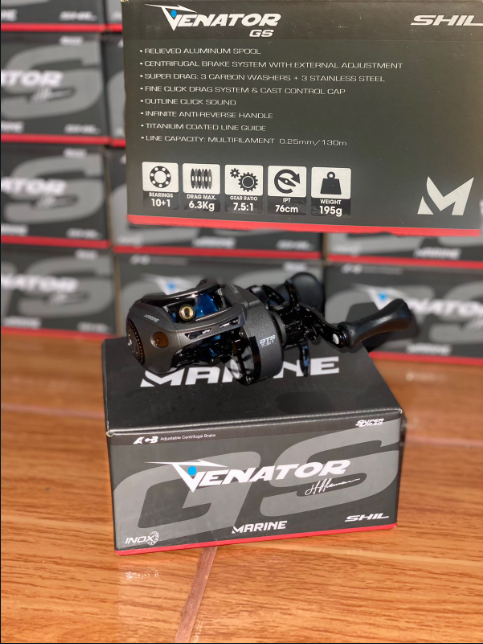 VENATOR
GS
SHIL
• RELIEVED ALUMINUM SPOOL
• CENTRIFUGAL BRAKE SYSTEM WITH EXTERNAL ADJUSTMENT
• SUPER DRAG: 3 CARBON WASHERS + 3 STAINLESS STEEL
• FINE CLICK DRAG SYSTEM & CAST CONTROL CAP
• OUTLINE CLICK SOUND
• INFINITE ANTI-REVERSE HANDLE
• TITANIUM COATED LINE GUIDE
• LINE CAPACITY: MULTIFILAMENT 0.25mm/130m
BEARINGS DRAG MAX. GEAR RATIO IPT WEIGHT
10+1 6.3Kg 7.5:1 76cm 195g
M
GS
MARINE
Adjustable Centrifugal Brake
VENATOR
GS
INOX
MARINE
SHIL